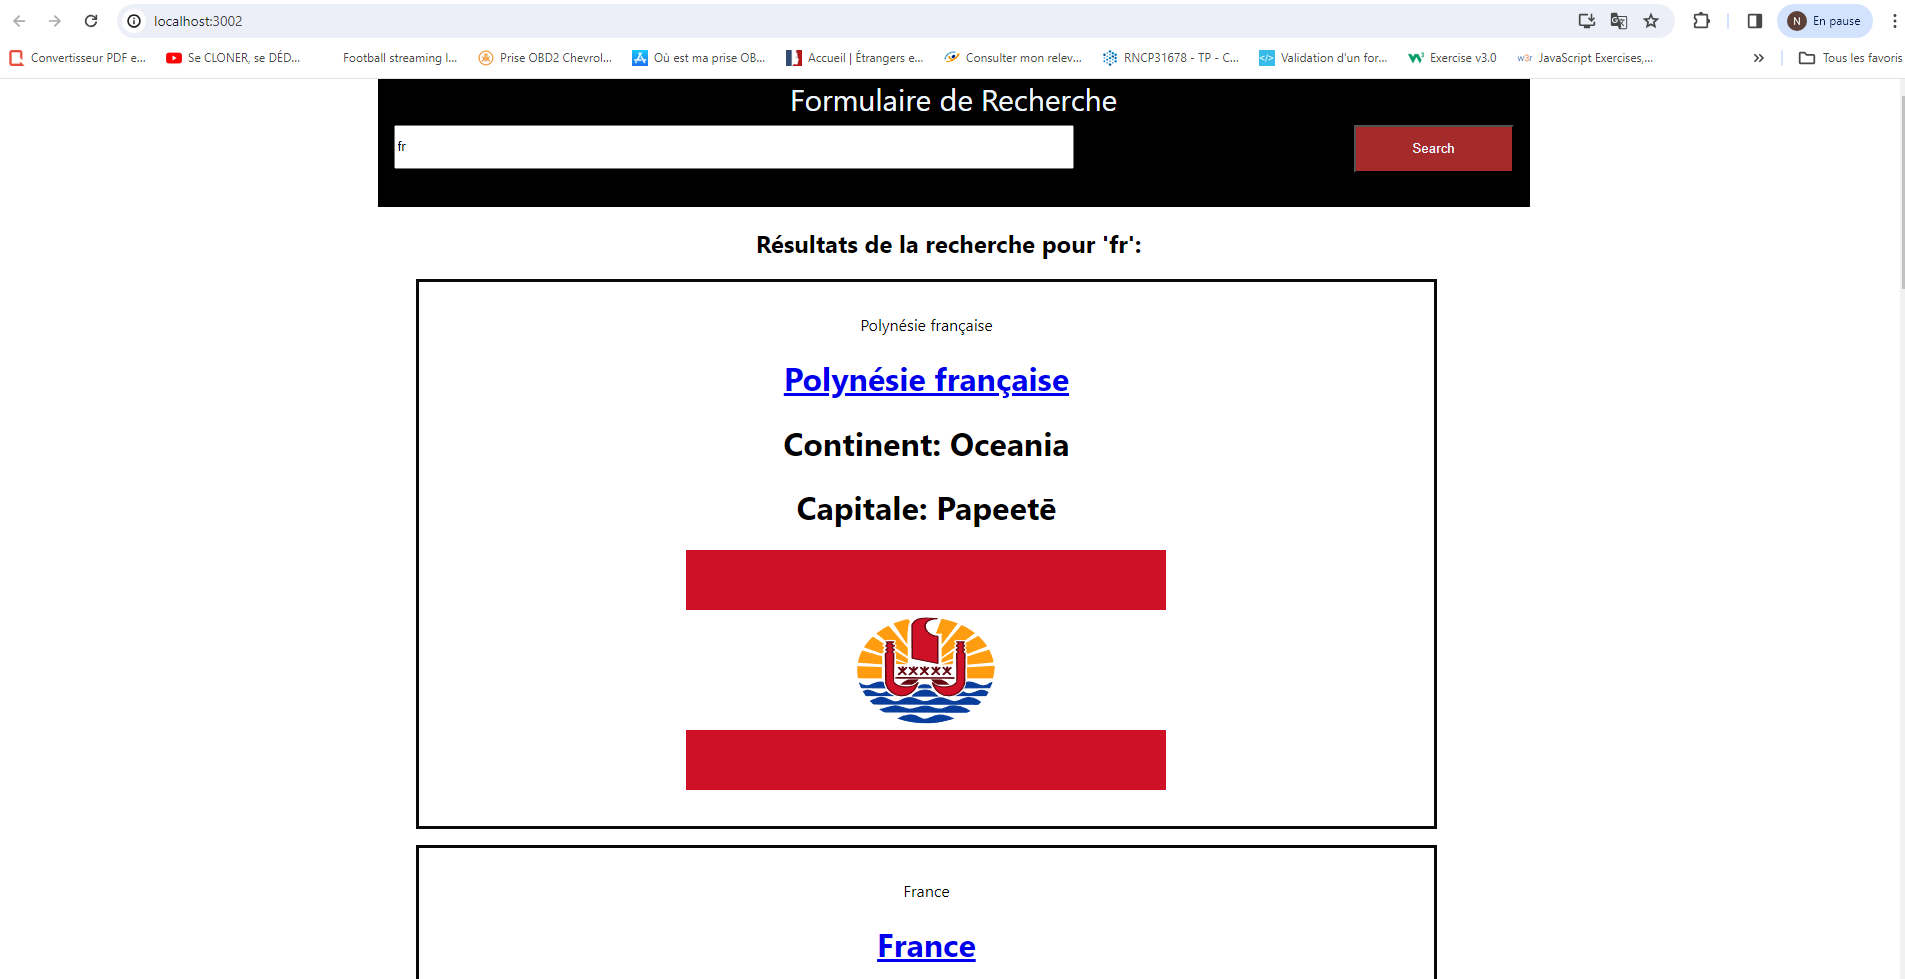 localhost:3002
N
En pause
Convertisseur PDF e...
Se CLONER, se DÉD...
Football streaming l...
Prise OBD2 Chevrol...
Où est ma prise OB...
Accueil | Étrangers e...
Consulter mon relev...
RNCP31678 - TP - C...
Validation d'un for...
Exercise v3.0
w3r
JavaScript Exercises,...
Tous les favoris
Formulaire de Recherche
fr
Search
Résultats de la recherche pour 'fr':
Polynésie française
Polynésie française
Continent: Oceania
Capitale: Papeetē
France
France